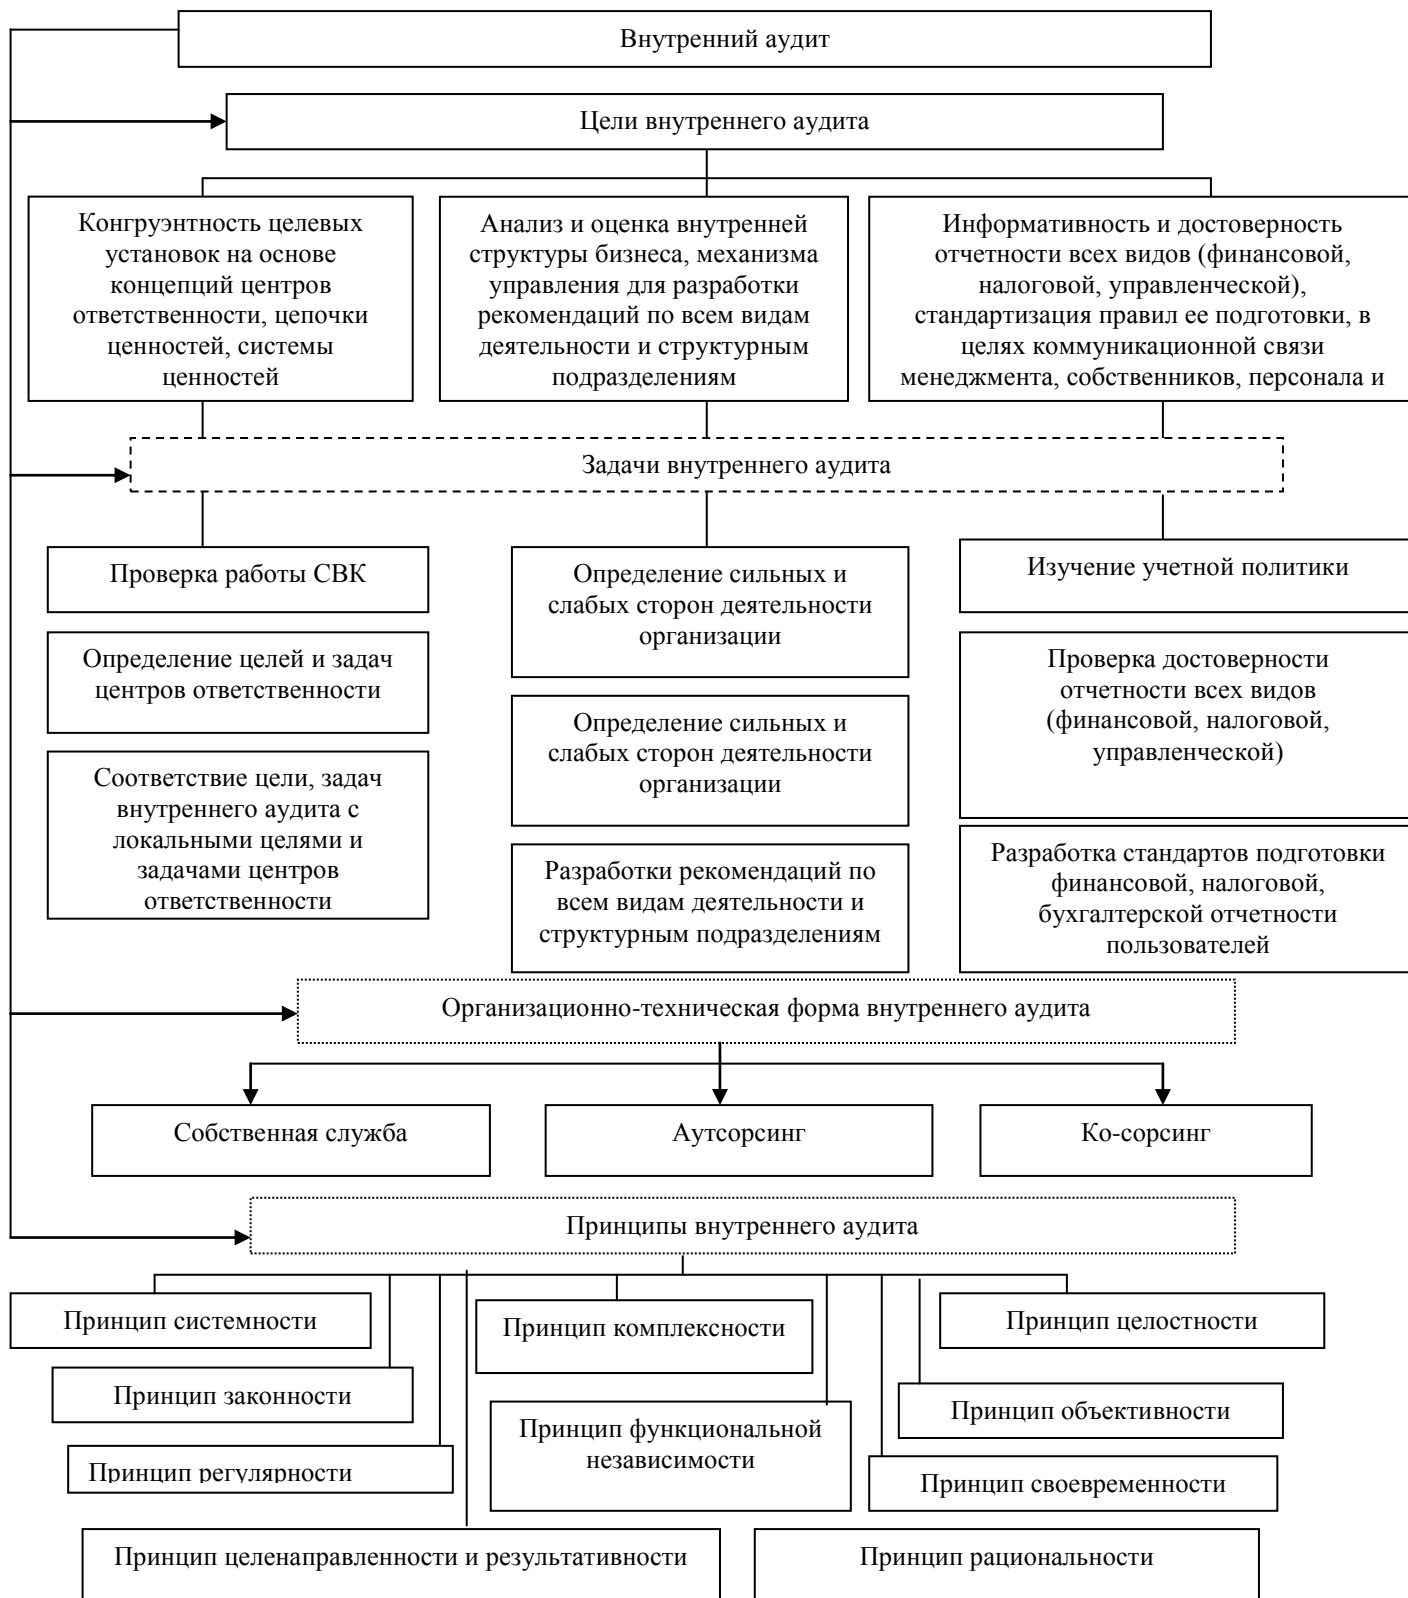 Внутренний аудит
Цели внутреннего аудита
Конгруэнтность целевых
установок на основе
концепций центров
ответственности, цепочки
ценностей, системы
ценностей
Анализ и оценка внутренней
структуры бизнеса, механизма
управления для разработки
рекомендаций по всем видам
деятельности и структурным
подразделениям
Информативность и достоверность
отчетности всех видов (финансовой,
налоговой, управленческой),
стандартизация правил ее подготовки, в
целях коммуникационной связи
менеджмента, собственников, персонала и
Задачи внутреннего аудита
Проверка работы СВК
Определение целей и задач
центров ответственности
Соответствие цели, задач
внутреннего аудита с
локальными целями и
задачами центров
ответственности
Определение сильных и
слабых сторон деятельности
организации
Определение сильных и
слабых сторон деятельности
организации
Разработки рекомендаций по
всем видам деятельности и
структурным подразделениям
Изучение учетной политики
Проверка достоверности
отчетности всех видов
(финансовой, налоговой,
управленческой)
Разработка стандартов подготовки
финансовой, налоговой,
бухгалтерской отчетности
пользователей
Организационно-техническая форма внутреннего аудита
Собственная служба
Аутсорсинг
Ко-сорсинг
Принципы внутреннего аудита
Принцип системности
Принцип комплексности
Принцип целостности
Принцип законности
Принцип объективности
Принцип функциональной
независимости
Принцип регулярности
Принцип своевременности
Принцип целенаправленности и результативности
Принцип рациональности